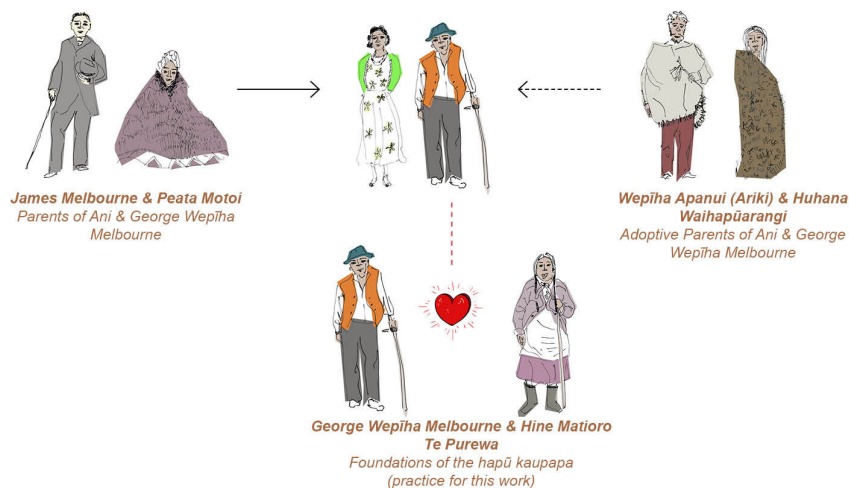 James Melbourne & Peata Motoi
Parents of Ani & George Wepīha
Melbourne
Wepīha Apanui (Ariki) & Huhana
Waihapūarangi
Adoptive Parents of Ani & George
Wepīha Melbourne
George Wepīha Melbourne & Hine Matioro
Te Purewa
Foundations of the hapū kaupapa
(practice for this work)